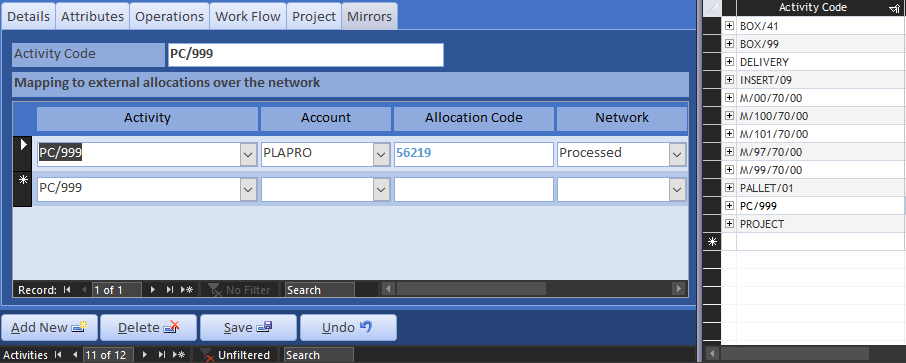 Details Attributes Operations Work Flow Project Mirrors
Activity Code PC/999
Mapping to external allocations over the network
Activity Account Allocation Code Network
PC/999 PLAPRO 56219 Processed
PC/999
Record: 1 of 1 No Filter Search
Add New Delete Save Undo
Activities 11 of 12 Unfiltered Search
Activity Code
BOX/41
BOX/99
DELIVERY
INSERT/09
M/00/70/00
M/100/70/00
M/101/70/00
M/97/70/00
M/99/70/00
PALLET/01
PC/999
PROJECT